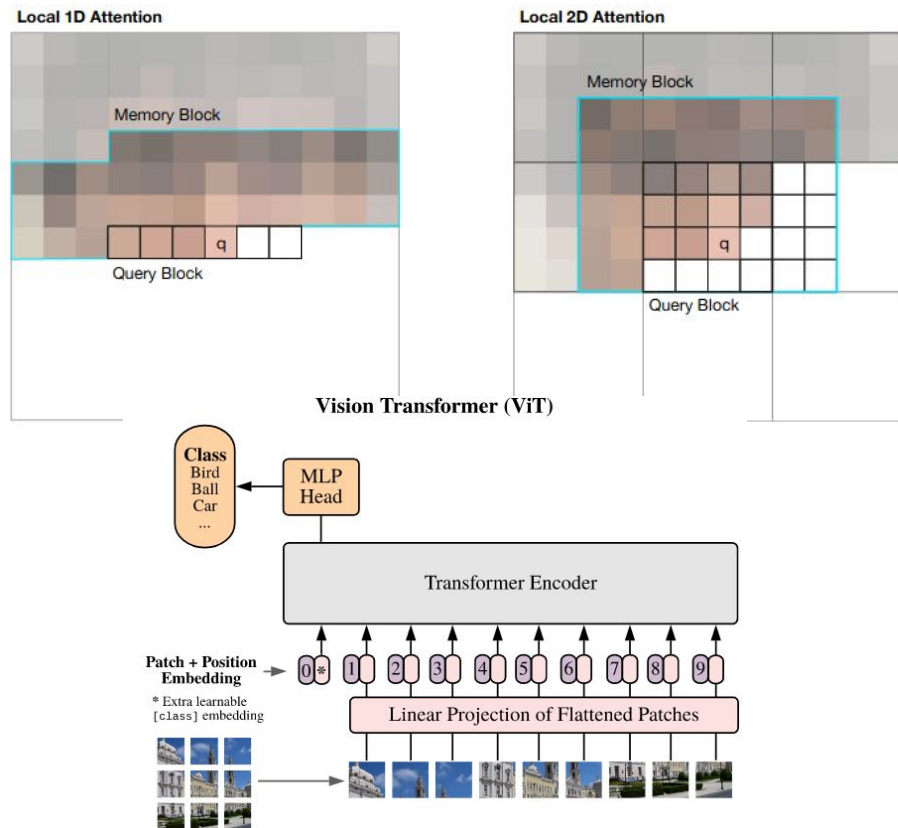 Local 1D Attention
Memory Block
q
Query Block
Local 2D Attention
Memory Block
q
Query Block
Vision Transformer (ViT)
Class
Bird
Ball
Car
...
MLP
Head
Transformer Encoder
Patch + Position
Embedding
0 * 1 2 3 4 5 6 7 8 9
* Extra learnable
[class] embedding
Linear Projection of Flattened Patches